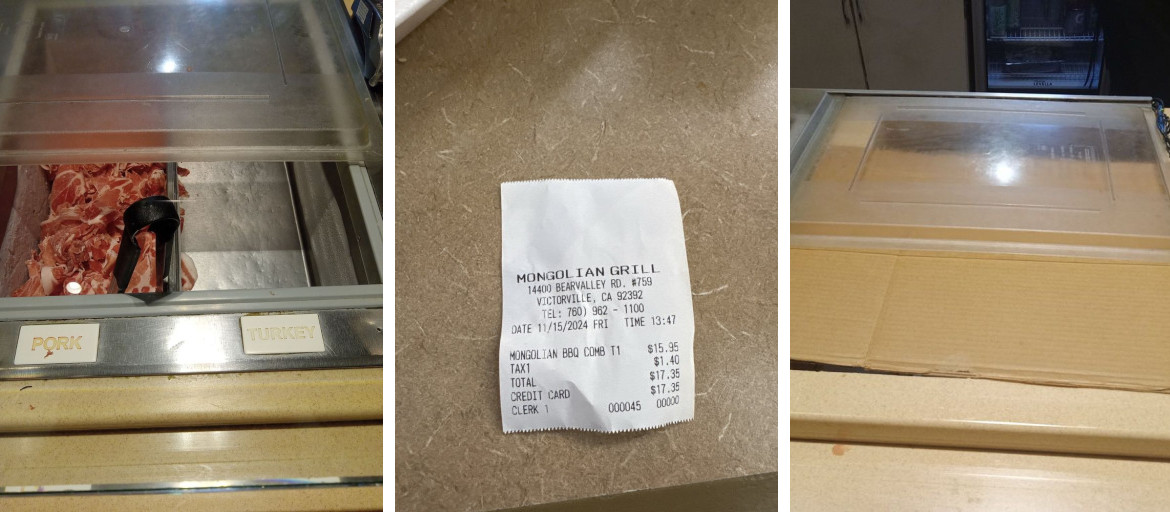 PORK
TURKEY
MONGOLIAN GRILL
14400 BEARVALLEY RD. #759
VICTORVILLE, CA 92392
TEL: 760) 962 - 1100
DATE 11/15/2024 FRI TIME 13:47
MONGOLIAN BBQ COMB T1 $15.95
TAX1 $1.40
TOTAL $17.35
CREDIT CARD $17.35
CLERK 1 000045 00000